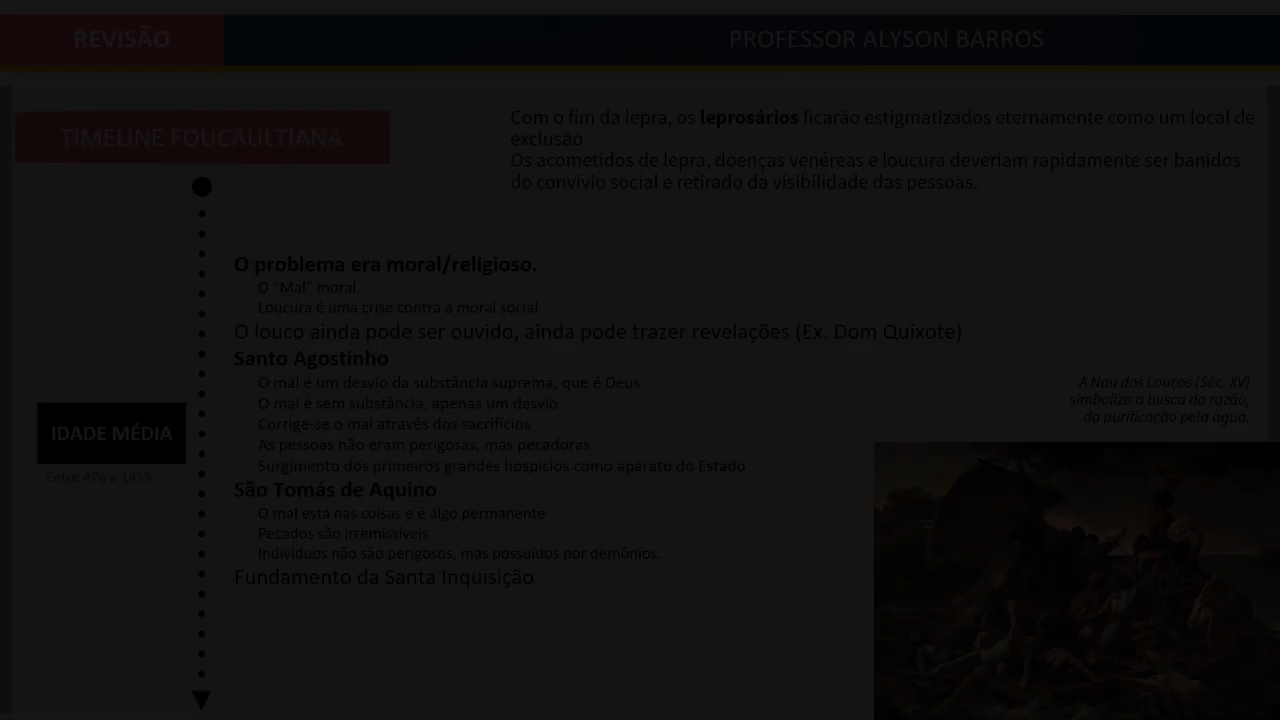 REVISÃO
PROFESSOR ALYSON BARROS
TIMELINE FOUCAULTIANA
Com o fim da lepra, os leprosários ficarão estigmatizados eternamente como um local de
exclusão
Os acometidos de lepra, doenças venéreas e loucura deveriam rapidamente ser banidos
do convívio social e retirado da visibilidade das pessoas.
O problema era moral/religioso.
O "Mal" moral.
Loucura é uma crise contra a moral social
O louco ainda pode ser ouvido, ainda pode trazer revelações (Ex. Dom Quixote)
Santo Agostinho
O mal é um desvio da substância suprema, que é Deus
O mal é sem substância, apenas um desvio
Corrige-se o mal através dos sacrifícios
As pessoas não eram perigosas, mas pecadoras
Surgimento dos primeiros grandes hospícios como aparato do Estado
São Tomás de Aquino
O mal está nas coisas e é algo permanente
Pecados são irremissíveis
Indivíduos não são perigosos, mas possuídos por demônios.
Fundamento da Santa Inquisição
IDADE MÉDIA
Entre 476 e 1453
A Nau dos Loucos (Séc. XV)
simboliza a busca da razão,
da purificação pela água.